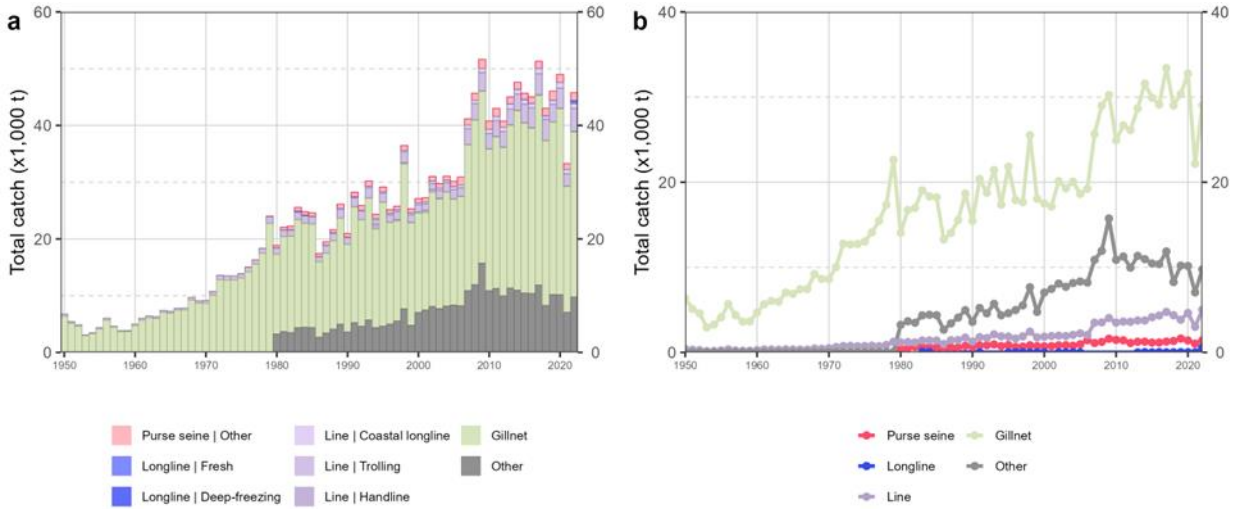 a
Total catch (x1,000 t)
60
40
20
0
60
40
20
0
1950 1960 1970 1980 1990 2000 2010 2020
Purse seine | Other
Line | Coastal longline
Gillnet
Longline | Fresh
Line | Trolling
Other
Longline | Deep-freezing
Line | Handline
b
Total catch (x1,000 t)
40
20
0
40
20
0
1950 1960 1970 1980 1990 2000 2010 2020
Purse seine
Gillnet
Longline
Other
Line